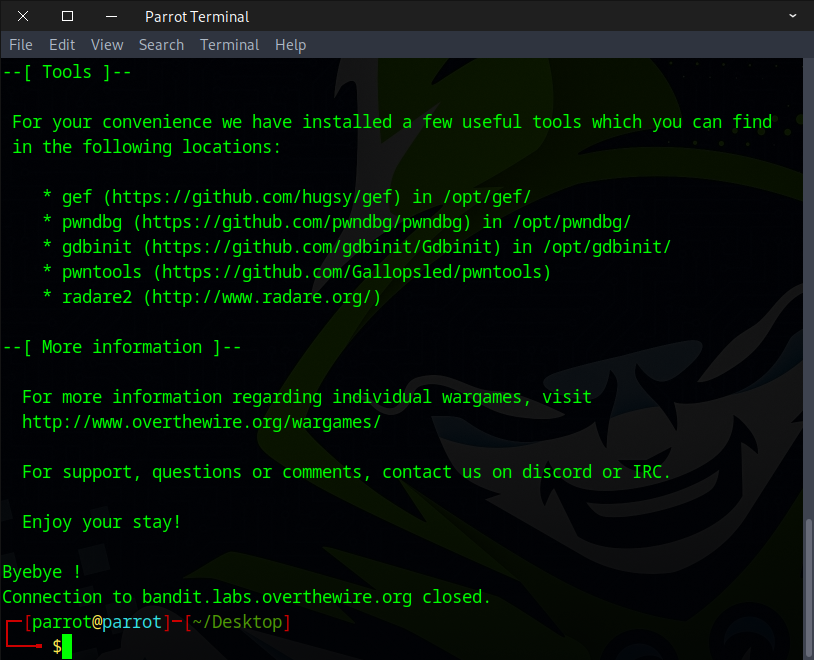 Parrot Terminal
File Edit View Search Terminal Help
--[ Tools ]--
For your convenience we have installed a few useful tools which you can find
in the following locations:
* gef (https://github.com/hugsy/gef) in /opt/gef/
* pwndbg (https://github.com/pwndbg/pwndbg) in /opt/pwndbg/
* gdbinit (https://github.com/gdbinit/Gdbinit) in /opt/gdbinit/
* pwntools (https://github.com/Gallopsled/pwntools)
* radare2 (http://www.radare.org/)
--[ More information ]--
For more information regarding individual wargames, visit
http://www.overthewire.org/wargames/
For support, questions or comments, contact us on discord or IRC.
Enjoy your stay!
Byebye !
Connection to bandit.labs.overthewire.org closed.
┌─[parrot@parrot]─[~/Desktop]
└──╼ $